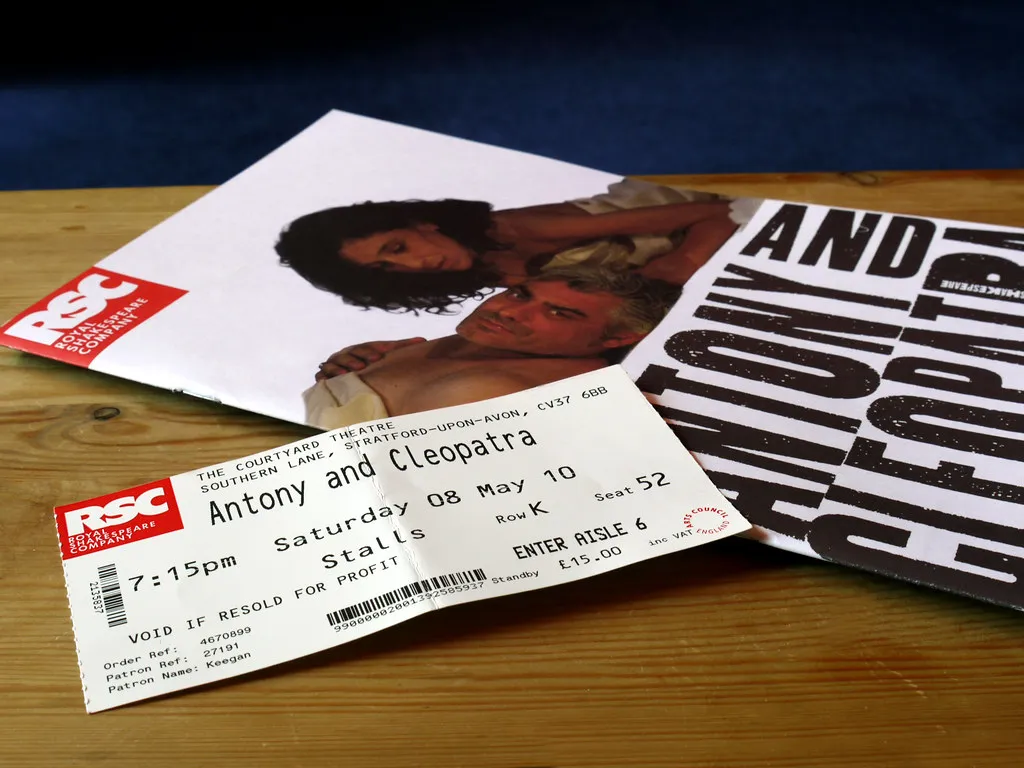 RSC
ROYAL
SHAKESPEARE
COMPANY
ANTONY AND
CLEOPATRA
SHAKESPEARE
THE COURTYARD THEATRE
SOUTHERN LANE, STRATFORD-UPON-AVON, CV37 6BB
RSC
ROYAL
SHAKESPEARE
COMPANY
Antony and Cleopatra
Saturday 08 May 10
7:15pm
Stalls
Row K
Seat 52
ENTER AISLE 6
£15.00
inc VAT
ARTS COUNCIL
ENGLAND
VOID IF RESOLD FOR PROFIT
Standby
2135837
99000002001392585937
Order Ref: 4670899
Patron Ref: 27191
Patron Name: Keegan